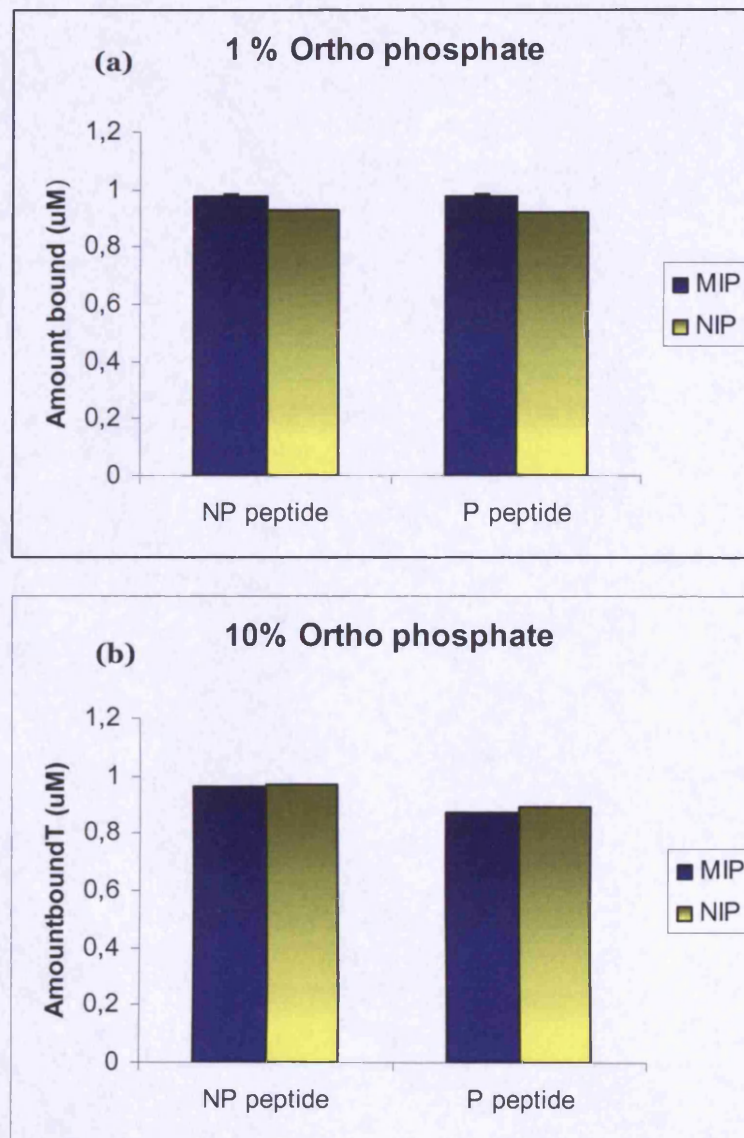 (a)
1 % Ortho phosphate
Amount bound (uM)
1,2
1
0,8
0,6
0,4
0,2
0
NP peptide
P peptide
MIP
NIP
(b)
10% Ortho phosphate
AmountboundT (uM)
1,2
1
0,8
0,6
0,4
0,2
0
NP peptide
P peptide
MIP
NIP